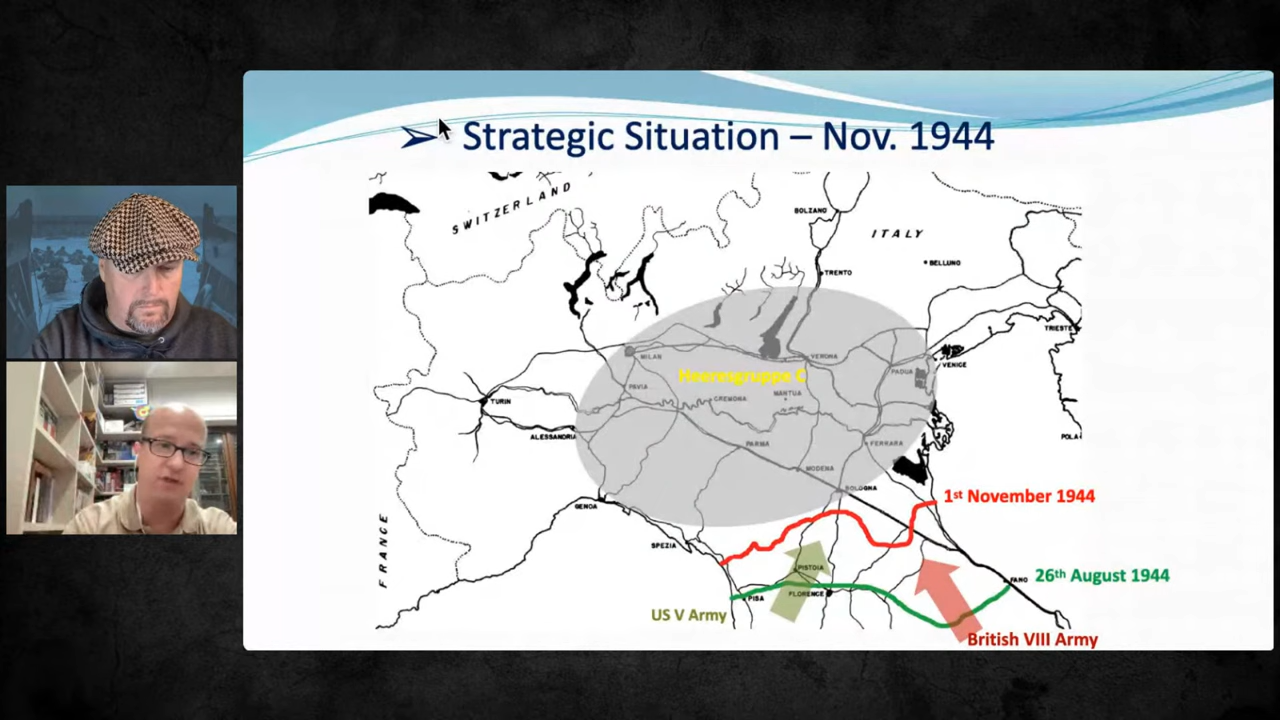 ➢ Strategic Situation – Nov. 1944
SWITZERLAND
BOLZANO
ITALY
BELLUNO
TRENTO
TRIESTE
MILAN
VERONA
VENICE
PADUA
Heeresgruppe C
PAVIA
CREMONA
MANTUA
TURIN
ALESSANDRIA
POLA
PARMA
FERRARA
MODENA
BOLOGNA
1st November 1944
GENOA
SPEZIA
FRANCE
PISTOIA
FANO
26th August 1944
PISA
FLORENCE
US V Army
British VIII Army